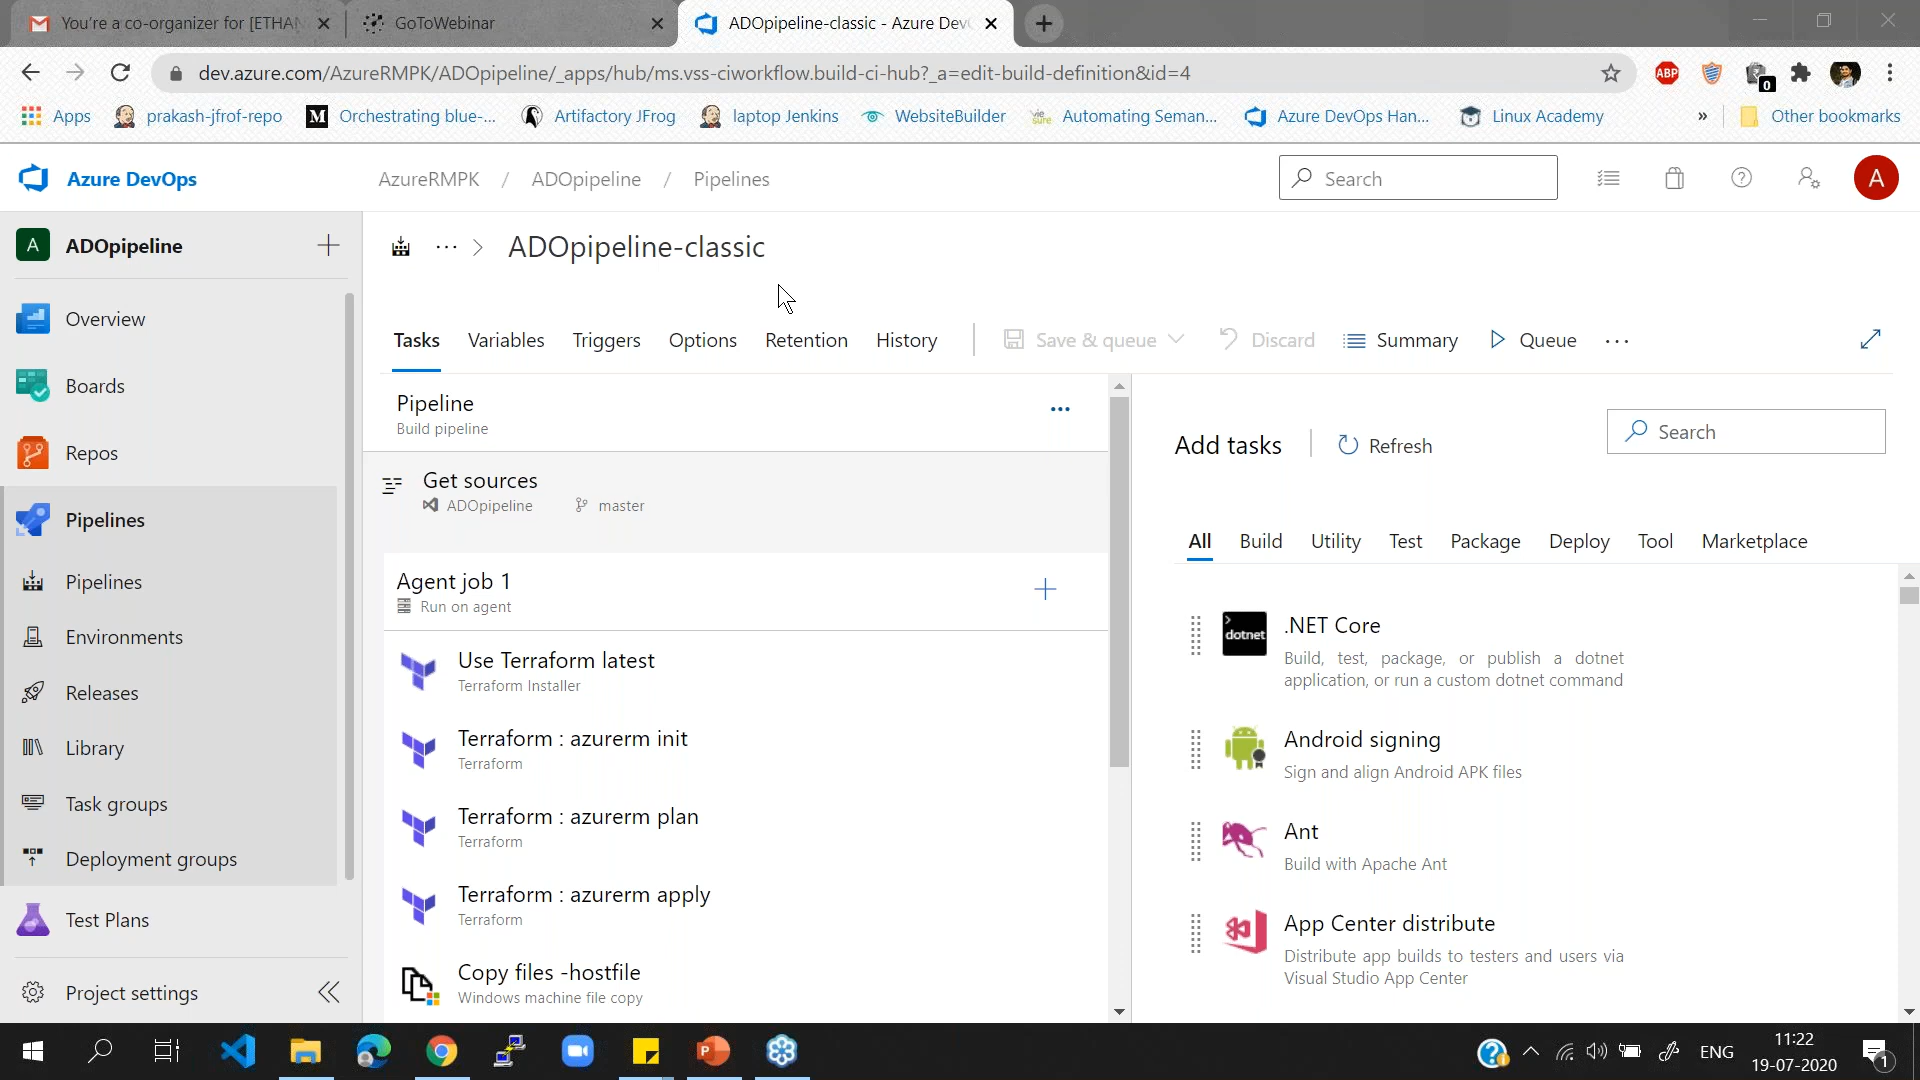 You're a co-organizer for [ETHAN
GoToWebinar
ADOpipeline-classic - Azure Dev
dev.azure.com/AzureRMPK/ADOpipeline/_apps/hub/ms.vss-ciworkflow.build-ci-hub?_a=edit-build-definition&id=4
ABP
0
Apps
prakash-jfrof-repo
M
Orchestrating blue-...
Artifactory JFrog
laptop Jenkins
WebsiteBuilder
Automating Seman...
Azure DevOps Han...
Linux Academy
»
Other bookmarks
Azure DevOps
AzureRMPK / ADOpipeline / Pipelines
Search
A
A
ADOpipeline
Overview
Boards
Repos
Pipelines
Pipelines
Environments
Releases
Library
Task groups
Deployment groups
Test Plans
Project settings
ADOpipeline-classic
Tasks
Variables
Triggers
Options
Retention
History
Save & queue
Discard
Summary
Queue
Pipeline
Build pipeline
Get sources
ADOpipeline
master
Agent job 1
Run on agent
Use Terraform latest
Terraform Installer
Terraform : azurerm init
Terraform
Terraform : azurerm plan
Terraform
Terraform : azurerm apply
Terraform
Copy files -hostfile
Windows machine file copy
Add tasks
Refresh
Search
All
Build
Utility
Test
Package
Deploy
Tool
Marketplace
dotnet
.NET Core
Build, test, package, or publish a dotnet
application, or run a custom dotnet command
Android signing
Sign and align Android APK files
Ant
Build with Apache Ant
App Center distribute
Distribute app builds to testers and users via
Visual Studio App Center
ENG
11:22
19-07-2020
1